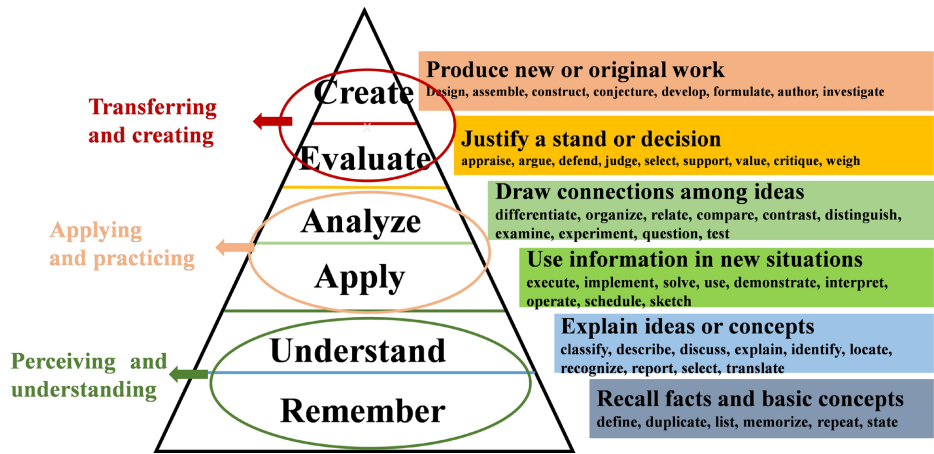 Create
Evaluate
Analyze
Apply
Understand
Remember
Transferring
and creating
Applying
and practicing
Perceiving and
understanding
Produce new or original work
Design, assemble, construct, conjecture, develop, formulate, author, investigate
Justify a stand or decision
appraise, argue, defend, judge, select, support, value, critique, weigh
Draw connections among ideas
differentiate, organize, relate, compare, contrast, distinguish,
examine, experiment, question, test
Use information in new situations
execute, implement, solve, use, demonstrate, interpret,
operate, schedule, sketch
Explain ideas or concepts
classify, describe, discuss, explain, identify, locate,
recognize, report, select, translate
Recall facts and basic concepts
define, duplicate, list, memorize, repeat, state